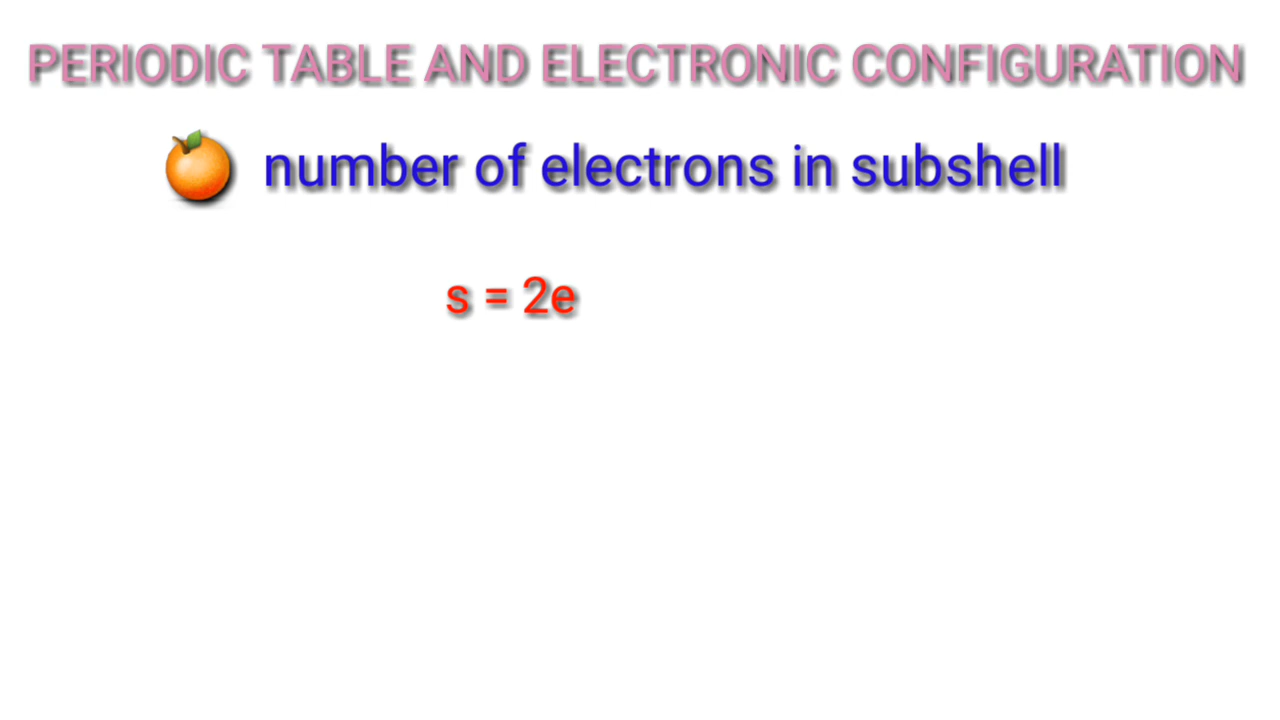 PERIODIC TABLE AND ELECTRONIC CONFIGURATION
number of electrons in subshell
s = 2e